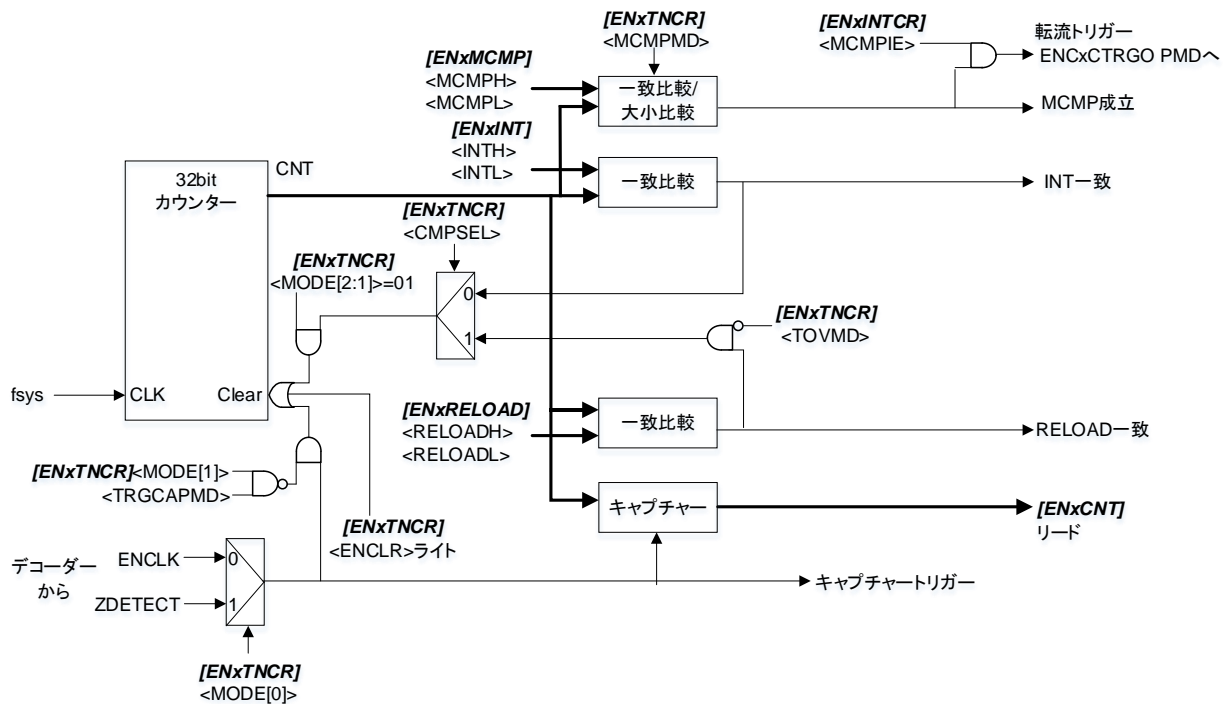 [ENxTNCR]
<MCMPMD>
[ENxINTCR]
<MCMPIE>
転流トリガー
ENCxCTRGO PMDへ
[ENxMCMP]
<MCMPH>
<MCMPL>
一致比較/
大小比較
MCMP成立
[ENxINT]
<INTH>
<INTL>
一致比較
INT一致
32bit
カウンター
CNT
[ENxTNCR]
<CMPSEL>
[ENxTNCR]
<MODE[2:1]>=01
0
1
[ENxTNCR]
<TOVMD>
fsys
CLK
Clear
[ENxRELOAD]
<RELOADH>
<RELOADL>
一致比較
RELOAD一致
[ENxTNCR]<MODE[1]>
<TRGCAPMD>
キャプチャー
[ENxCNT]
リード
[ENxTNCR]
<ENCLR>ライト
デコーダー
から
ENCLK
0
ZDETECT
1
キャプチャートリガー
[ENxTNCR]
<MODE[0]>